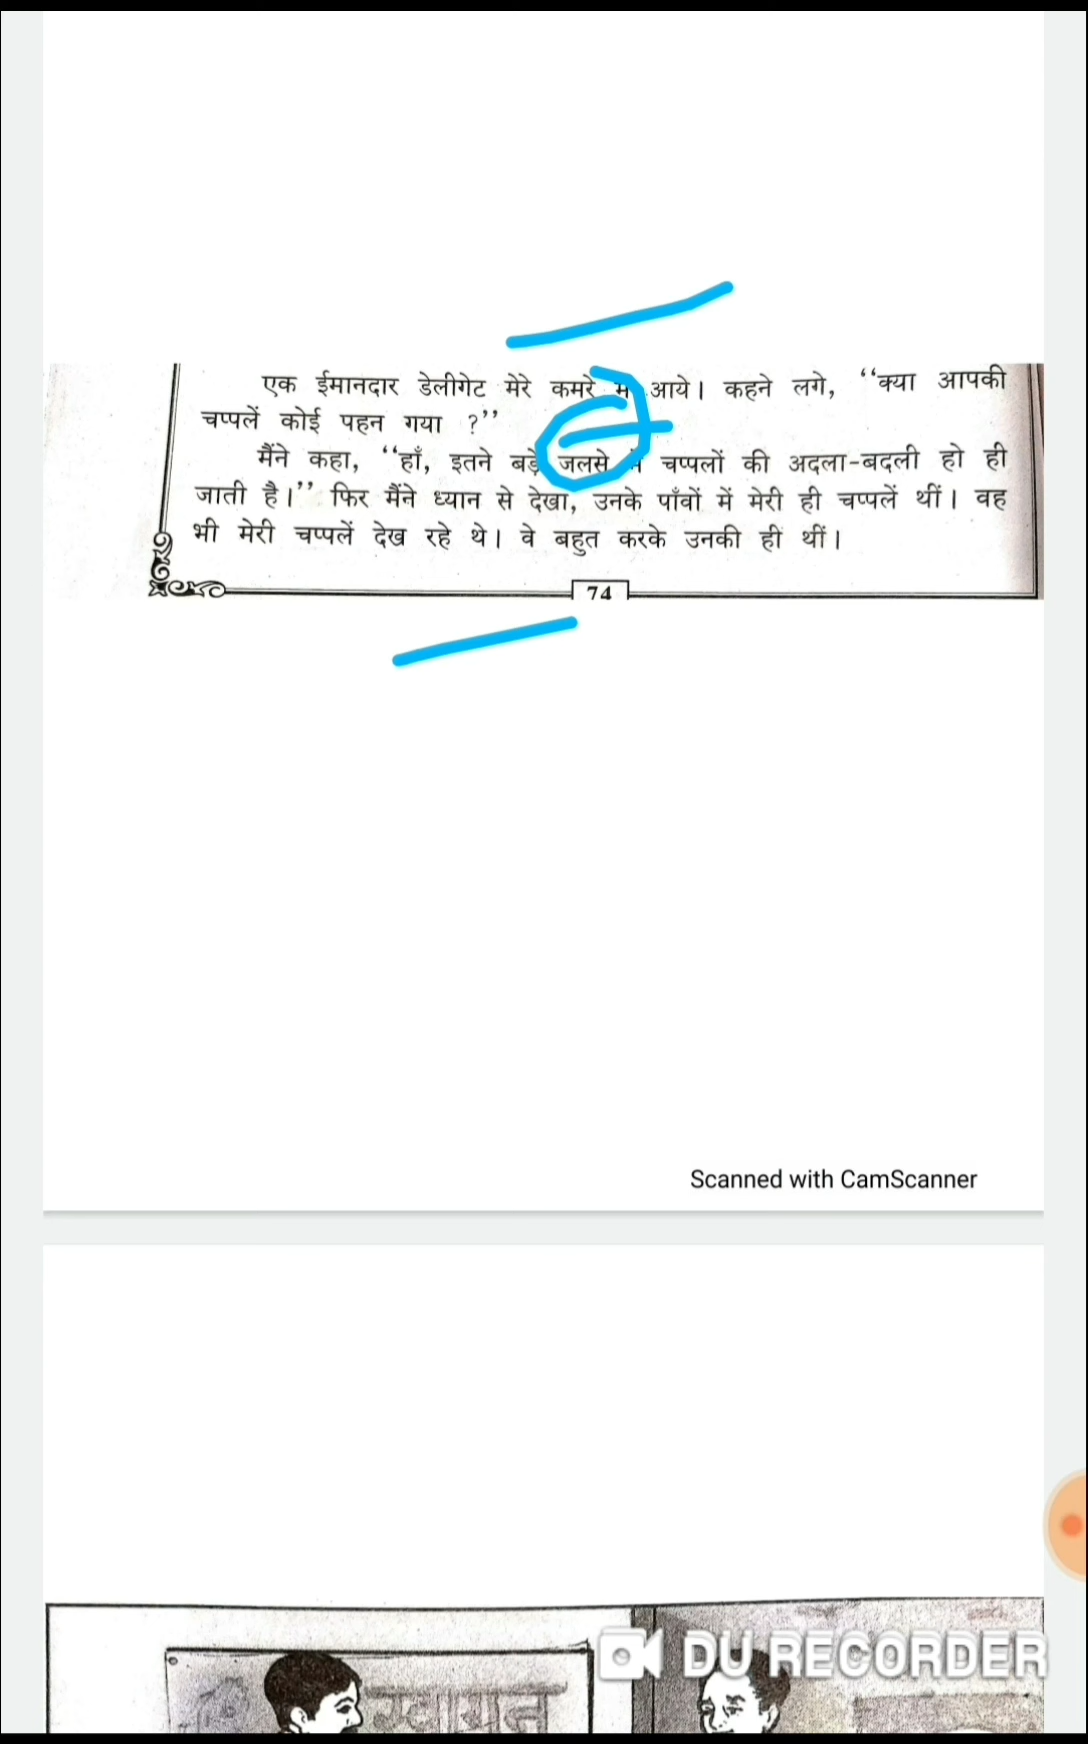 एक ईमानदार डेलीगेट मेरे कमरे में आये। कहने लगे, “क्या आपकी
चप्पलें कोई पहन गया ?”
मैंने कहा, “हाँ, इतने बड़े जलसे में चप्पलों की अदला-बदली हो ही
जाती है।” फिर मैंने ध्यान से देखा, उनके पाँवों में मेरी ही चप्पलें थीं। वह
भी मेरी चप्पलें देख रहे थे। वे बहुत करके उनकी ही थीं।
74
Scanned with CamScanner
DU RECORDER
स्वागत